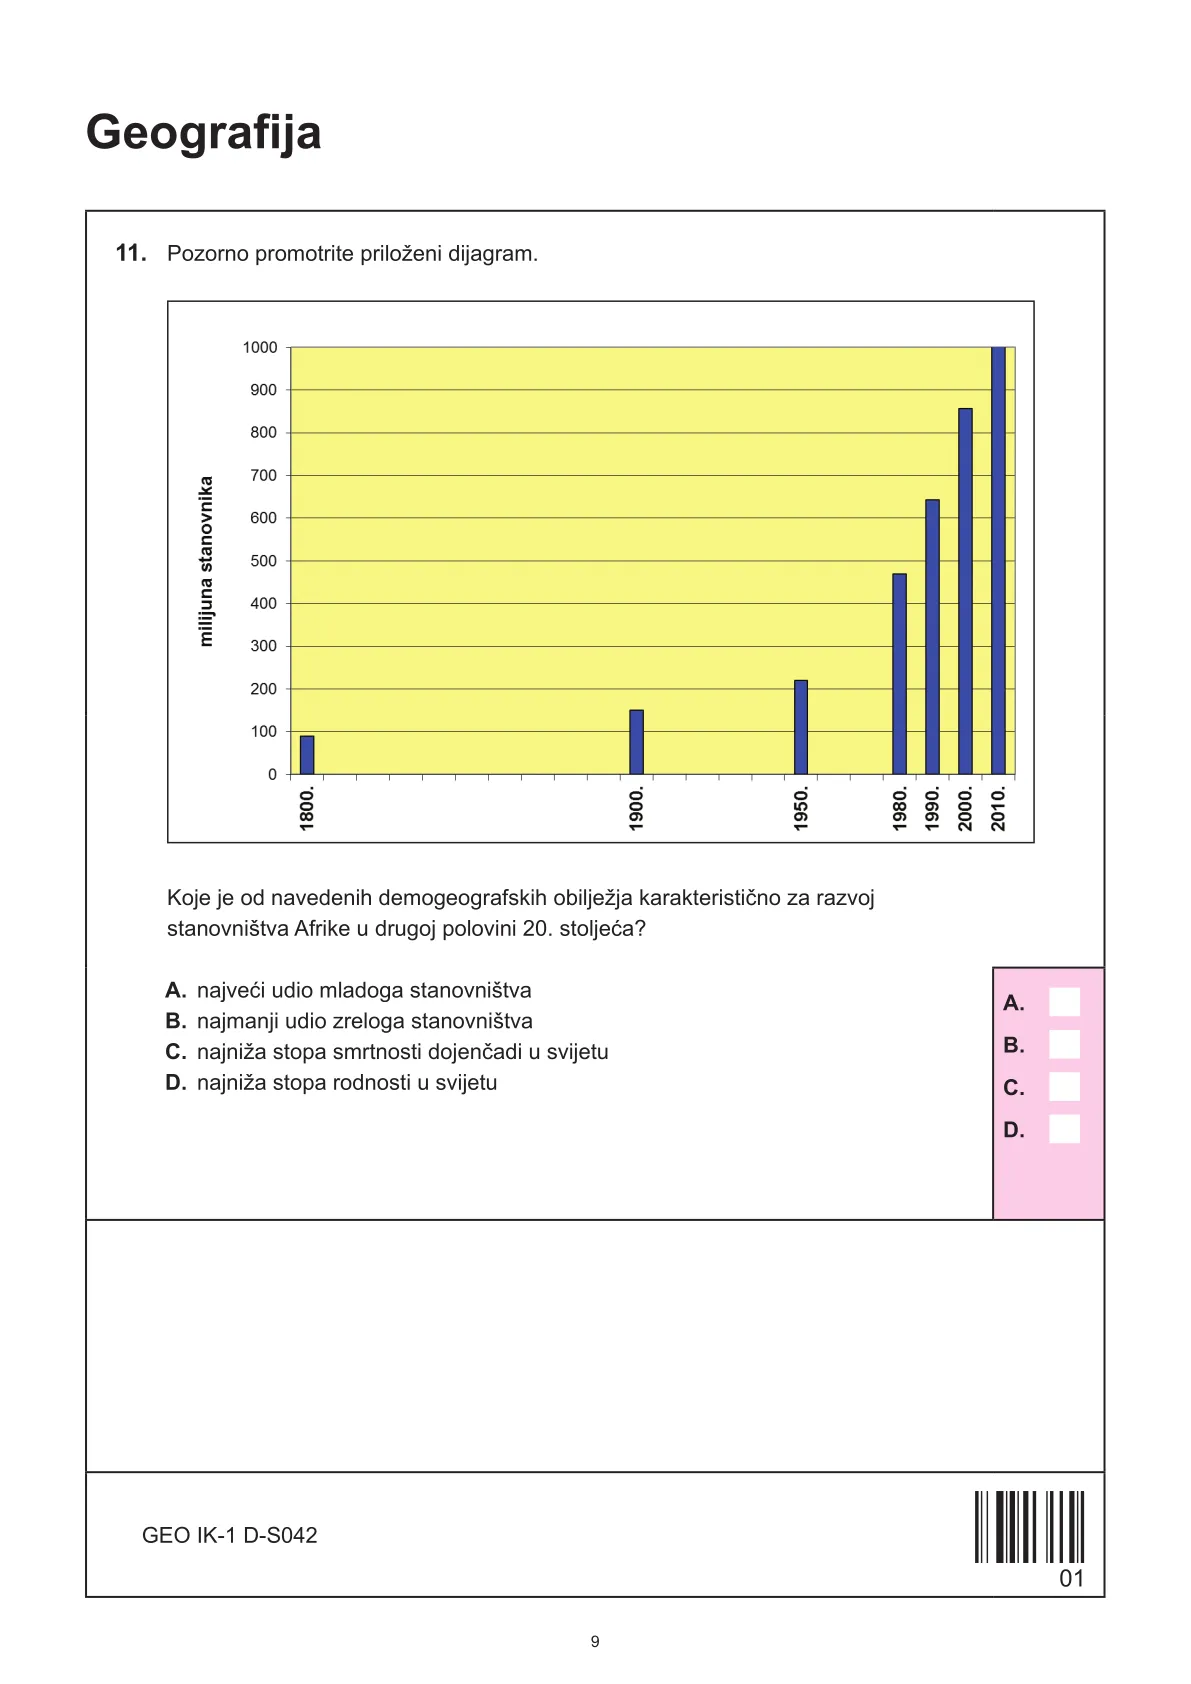 Geografija
11. Pozorno promotrite priloženi dijagram.
1000
900
800
700
600
500
400
300
200
100
0
milijuna stanovnika
1800.
1900.
1950.
1980.
1990.
2000.
2010.
Koje je od navedenih demogeografskih obilježja karakteristično za razvoj
stanovništva Afrike u drugoj polovini 20. stoljeća?
A. najveći udio mladoga stanovništva
B. najmanji udio zreloga stanovništva
C. najniža stopa smrtnosti dojenčadi u svijetu
D. najniža stopa rodnosti u svijetu
A.
B.
C.
D.
GEO IK-1 D-S042
01
9